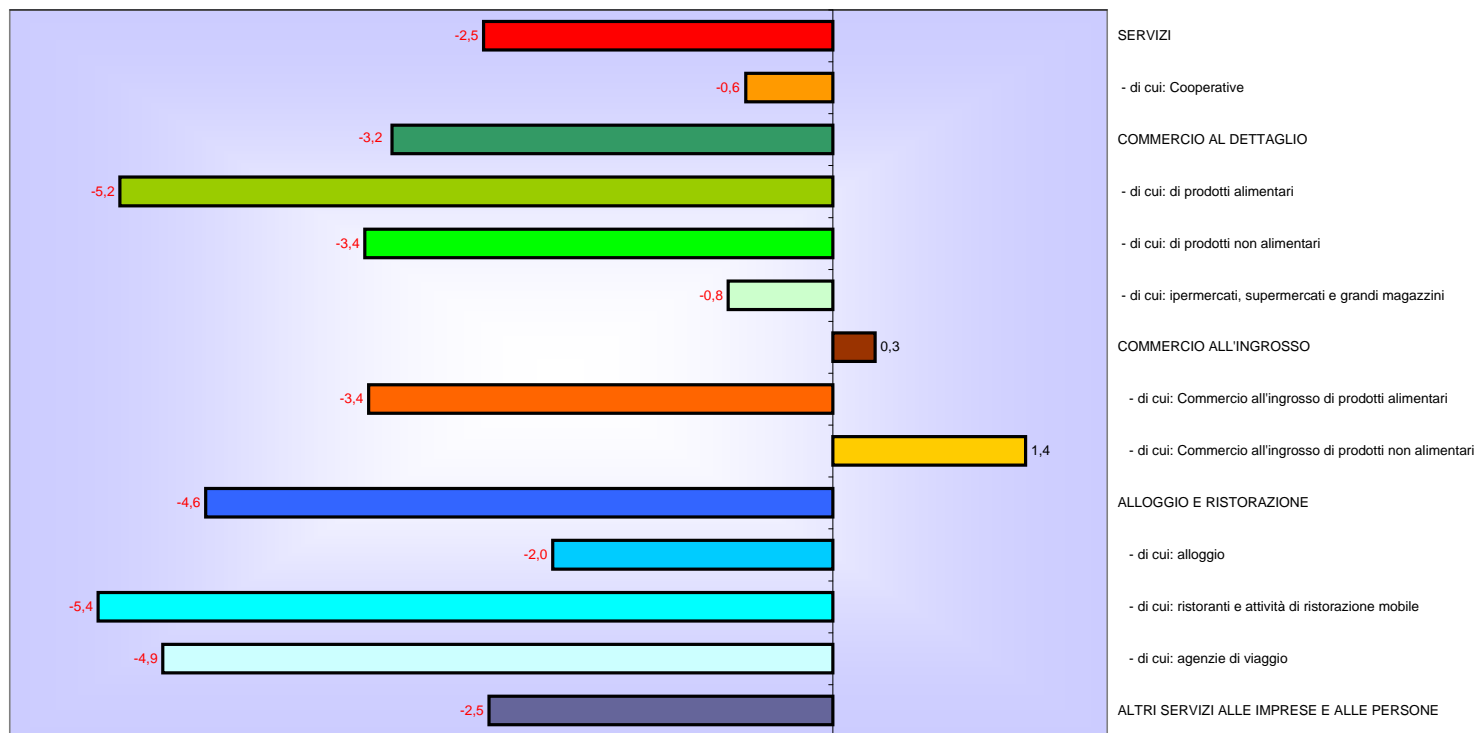 -2,5 SERVIZI
-0,6 - di cui: Cooperative
-3,2 COMMERCIO AL DETTAGLIO
-5,2 - di cui: di prodotti alimentari
-3,4 - di cui: di prodotti non alimentari
-0,8 - di cui: ipermercati, supermercati e grandi magazzini
0,3 COMMERCIO ALL'INGROSSO
-3,4 - di cui: Commercio all'ingrosso di prodotti alimentari
1,4 - di cui: Commercio all'ingrosso di prodotti non alimentari
-4,6 ALLOGGIO E RISTORAZIONE
-2,0 - di cui: alloggio
-5,4 - di cui: ristoranti e attività di ristorazione mobile
-4,9 - di cui: agenzie di viaggio
-2,5 ALTRI SERVIZI ALLE IMPRESE E ALLE PERSONE